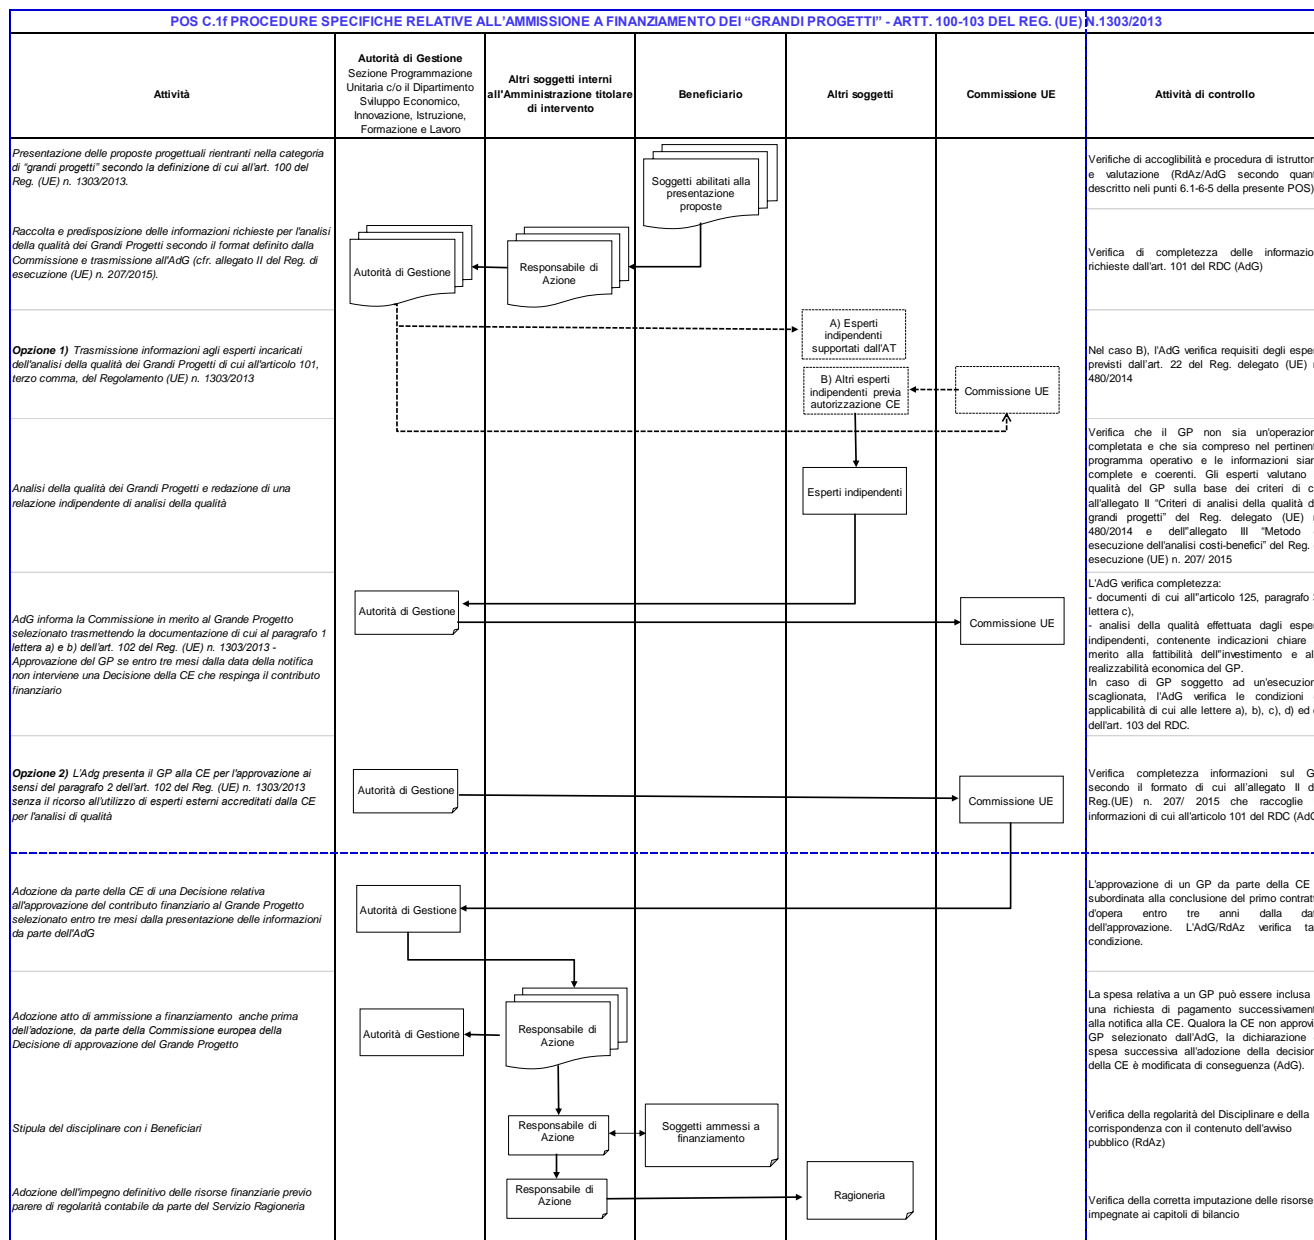 POS C.1f PROCEDURE SPECIFICHE RELATIVE ALL'AMMISSIONE A FINANZIAMENTO DEI “GRANDI PROGETTI” - ARTT. 100-103 DEL REG. (UE) N.1303/2013
Attività
Autorità di Gestione
Sezione Programmazione
Unitaria c/o il Dipartimento
Sviluppo Economico,
Innovazione, Istruzione,
Formazione e Lavoro
Altri soggetti interni
all'Amministrazione titolare
di intervento
Beneficiario
Altri soggetti
Commissione UE
Attività di controllo
Presentazione delle proposte progettuali rientranti nella categoria
di “grandi progetti” secondo la definizione di cui all'art. 100 del
Reg. (UE) n. 1303/2013.
Soggetti abilitati alla
presentazione
proposte
Verifiche di accoglibilità e procedura di
e valutazione (RdAz/AdG secondo
descritto neli punti 6.1-6-5 della presente POS)
Raccolta e predisposizione delle informazioni richieste per l'analisi
della qualità dei Grandi Progetti secondo il format definito dalla
Commissione e trasmissione all'AdG (cfr. allegato II del Reg. di
esecuzione (UE) n. 207/2015).
Autorità di Gestione
Responsabile di
Azione
Verifica di completezza delle
richieste dall'art. 101 del RDC (AdG)
Opzione 1) Trasmissione informazioni agli esperti incaricati
dell'analisi della qualità dei Grandi Progetti di cui all'articolo 101,
terzo comma, del Regolamento (UE) n. 1303/2013
A) Esperti
indipendenti
supportati dall'AT
B) Altri esperti
indipendenti previa
autorizzazione CE
Commissione UE
Nel caso B), l'AdG verifica requisiti degli
previsti dall'art. 22 del Reg. delegato (UE)
480/2014
Analisi della qualità dei Grandi Progetti e redazione di una
relazione indipendente di analisi della qualità
Esperti indipendenti
Verifica che il GP non sia
completata e che sia compreso nel
programma operativo e le informazioni
complete e coerenti. Gli esperti valutano
qualità del GP sulla base dei criteri di
all'allegato II “Criteri di analisi della qualità
grandi progetti” del Reg. delegato (UE)
480/2014 e dell"allegato III “Metodo
esecuzione dell'analisi costi-benefici” del Reg.
esecuzione (UE) n. 207/ 2015
AdG informa la Commissione in merito al Grande Progetto
selezionato trasmettendo la documentazione di cui al paragrafo 1
lettera a) e b) dell'art. 102 del Reg. (UE) n. 1303/2013 -
Approvazione del GP se entro tre mesi dalla data della notifica
non interviene una Decisione della CE che respinga il contributo
finanziario
Autorità di Gestione
Commissione UE
L'AdG verifica completezza:
- documenti di cui all"articolo 125, paragrafo
lettera c),
- analisi della qualità effettuata dagli
indipendenti, contenente indicazioni chiare
merito alla fattibilità dell"investimento e
realizzabilità economica del GP.
In caso di GP soggetto ad
scaglionata, l'AdG verifica le condizioni
applicabilità di cui alle lettere a), b), c), d) ed
dell'art. 103 del RDC.
Opzione 2) L'Adg presenta il GP alla CE per l'approvazione ai
sensi del paragrafo 2 dell'art. 102 del Reg. (UE) n. 1303/2013
senza il ricorso all'utilizzo di esperti esterni accreditati dalla CE
per l'analisi di qualità
Autorità di Gestione
Commissione UE
Verifica completezza informazioni sul
secondo il formato di cui all'allegato II
Reg.(UE) n. 207/ 2015 che raccoglie
informazioni di cui all'articolo 101 del RDC
Adozione da parte della CE di una Decisione relativa
all'approvazione del contributo finanziario al Grande Progetto
selezionato entro tre mesi dalla presentazione delle informazioni
da parte dell'AdG
Autorità di Gestione
L'approvazione di un GP da parte della CE
subordinata alla conclusione del primo
d'opera entro tre anni dalla
dell'approvazione. L'AdG/RdAz verifica
condizione.
Adozione atto di ammissione a finanziamento anche prima
dell'adozione, da parte della Commissione europea della
Decisione di approvazione del Grande Progetto
Autorità di Gestione
Responsabile di
Azione
La spesa relativa a un GP può essere inclusa
una richiesta di pagamento
alla notifica alla CE. Qualora la CE non approvi
GP selezionato dall'AdG, la dichiarazione
spesa successiva all'adozione della
della CE è modificata di conseguenza (AdG).
Stipula del disciplinare con i Beneficiari
Responsabile di
Azione
Soggetti ammessi a
finanziamento
Verifica della regolarità del Disciplinare e della
corrispondenza con il contenuto dell'avviso
pubblico (RdAz)
Adozione dell'impegno definitivo delle risorse finanziarie previo
parere di regolarità contabile da parte del Servizio Ragioneria
Responsabile di
Azione
Ragioneria
Verifica della corretta imputazione delle risorse
impegnate ai capitoli di bilancio